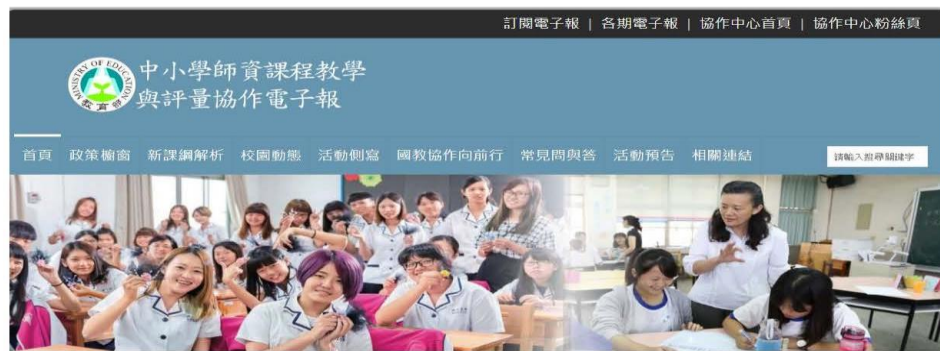 訂閱電子報 | 各期電子報 | 協作中心首頁 | 協作中心粉絲頁
MINISTRY OF EDUCATION
教育部
中小學師資課程教學
與評量協作電子報
首頁 政策櫥窗 新課綱解析 校園動態 活動側寫 國教協作向前行 常見問與答 活動預告 相關連結 請輸入搜尋關鍵字